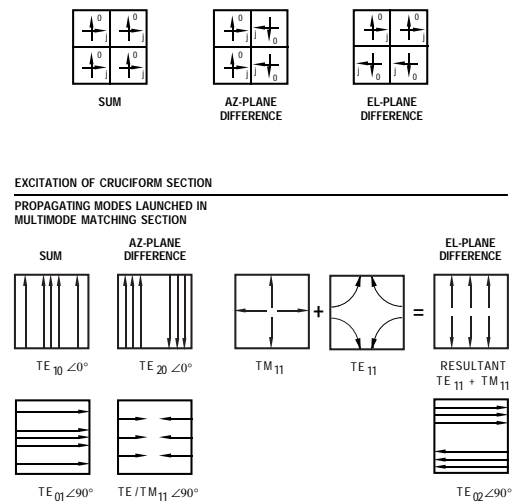 0 0 0 0 0 0
j j j j j j
0 0 0 0 0 0
j j j j j j
SUM
AZ-PLANE
DIFFERENCE
EL-PLANE
DIFFERENCE
EXCITATION OF CRUCIFORM SECTION
PROPAGATING MODES LAUNCHED IN
MULTIMODE MATCHING SECTION
SUM
AZ-PLANE
DIFFERENCE
EL-PLANE
DIFFERENCE
+ =
TE10 ∠0°
TE20 ∠0°
TM11
TE11
RESULTANT
TE11 + TM11
TE01∠90°
TE/TM11 ∠90°
TE02∠90°